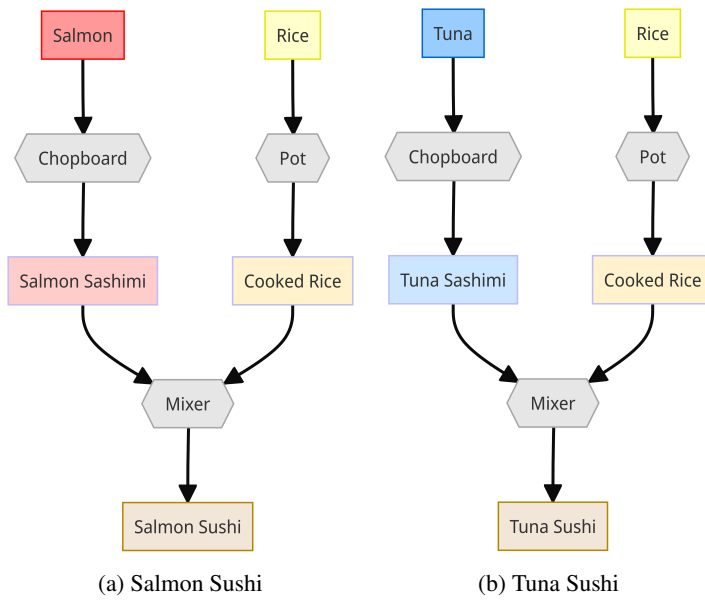 Salmon
Rice
Tuna
Rice
Chopboard
Pot
Chopboard
Pot
Salmon Sashimi
Cooked Rice
Tuna Sashimi
Cooked Rice
Mixer
Mixer
Salmon Sushi
Tuna Sushi
(a) Salmon Sushi
(b) Tuna Sushi